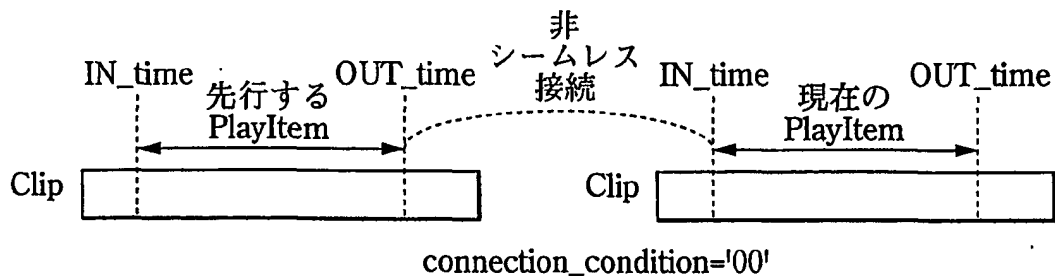 非
シームレス
接続
IN_time
OUT_time
IN_time
OUT_time
先行する
PlayItem
現在の
PlayItem
Clip
Clip
connection_condition='00'